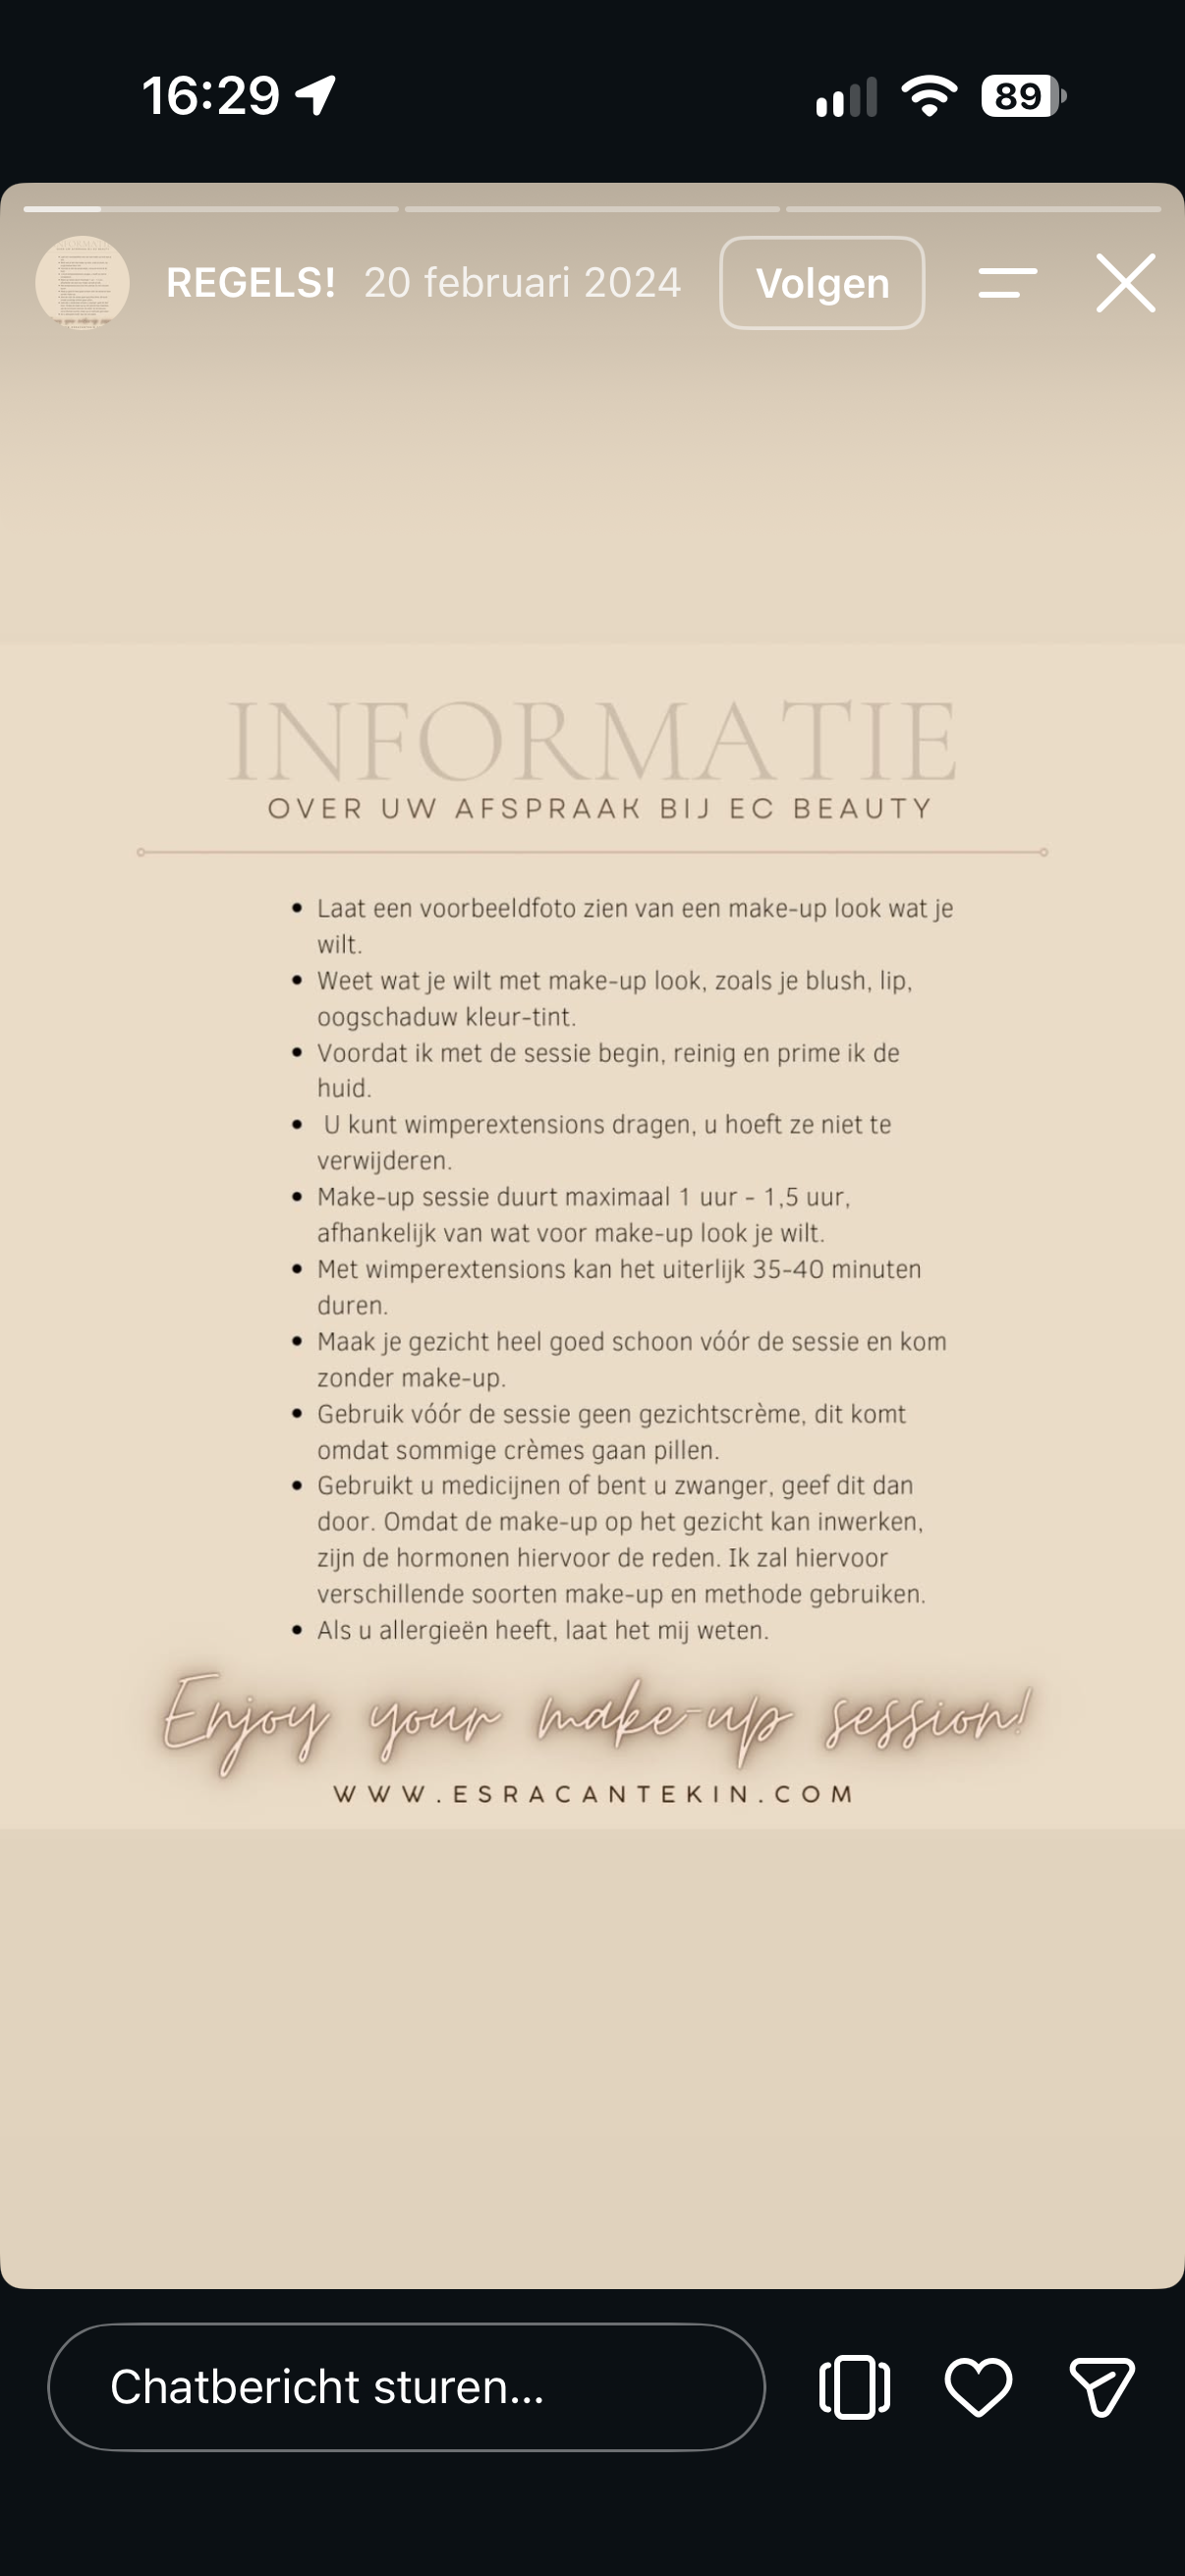 16:29
89
REGELS! 20 februari 2024 Volgen
INFORMATIE
OVER UW AFSPRAAK BIJ EC BEAUTY
• Laat een voorbeeldfoto zien van een make-up look wat je
wilt.
• Weet wat je wilt met make-up look, zoals je blush, lip,
oogschaduw kleur-tint.
• Voordat ik met de sessie begin, reinig en prime ik de
huid.
• U kunt wimperextensions dragen, u hoeft ze niet te
verwijderen.
• Make-up sessie duurt maximaal 1 uur - 1,5 uur,
afhankelijk van wat voor make-up look je wilt.
• Met wimperextensions kan het uiterlijk 35-40 minuten
duren.
• Maak je gezicht heel goed schoon vóór de sessie en kom
zonder make-up.
• Gebruik vóór de sessie geen gezichtscrème, dit komt
omdat sommige crèmes gaan pillen.
• Gebruikt u medicijnen of bent u zwanger, geef dit dan
door. Omdat de make-up op het gezicht kan inwerken,
zijn de hormonen hiervoor de reden. Ik zal hiervoor
verschillende soorten make-up en methode gebruiken.
• Als u allergieën heeft, laat het mij weten.
Enjoy your make-up session!
WWW.ESRACANTEKIN.COM
Chatbericht sturen...